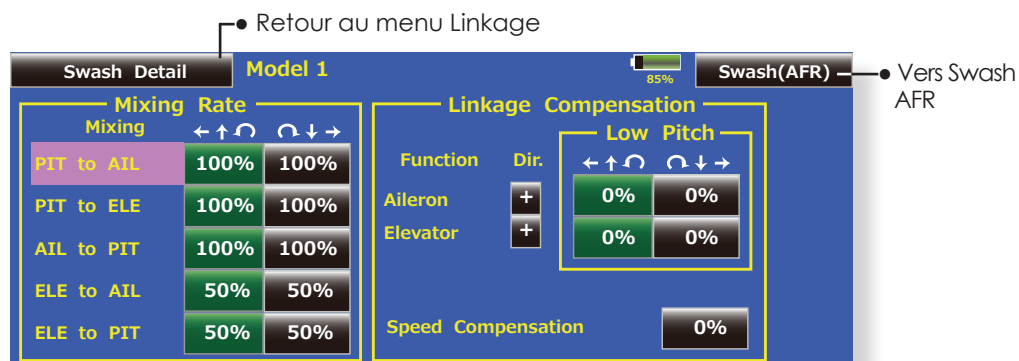 Retour au menu Linkage
Swash Detail Model 1 85% Swash(AFR)
Vers Swash
AFR
Mixing Rate
Mixing
PIT to AIL 100% 100%
PIT to ELE 100% 100%
AIL to PIT 100% 100%
ELE to AIL 50% 50%
ELE to PIT 50% 50%
Linkage Compensation
Low Pitch
Function Dir.
Aileron + 0% 0%
Elevator + 0% 0%
Speed Compensation 0%